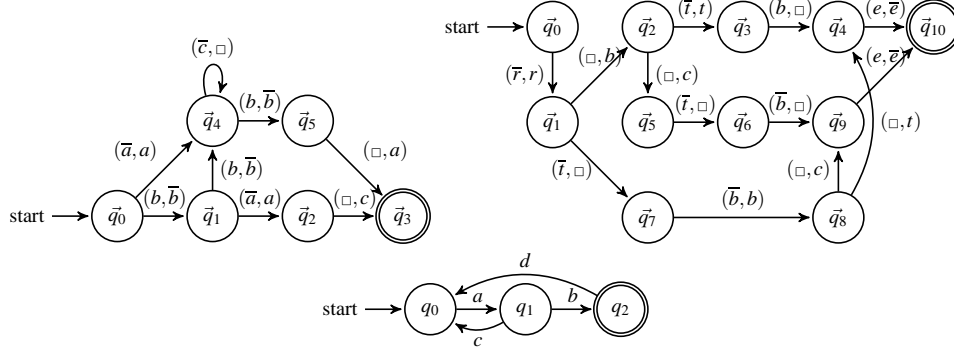 start q⃗0 (t̅, t) q⃗2 (b, □) q⃗3 (e, e̅) q⃗4 q⃗10
(c̅, □) (r̅, r) (□, b) (□, c) (e, e̅)
q⃗4 (b, b̅) q⃗5 q⃗1 q⃗5 (t̅, □) q⃗6 (b̅, □) q⃗9 (□, t)
(a̅, a) (b, b̅) (□, a) (t̅, □) (□, c)
start q⃗0 (b, b̅) q⃗1 (a̅, a) q⃗2 (□, c) q⃗3 q⃗7 (b̅, b) q⃗8
d
start q0 a q1 b q2
c